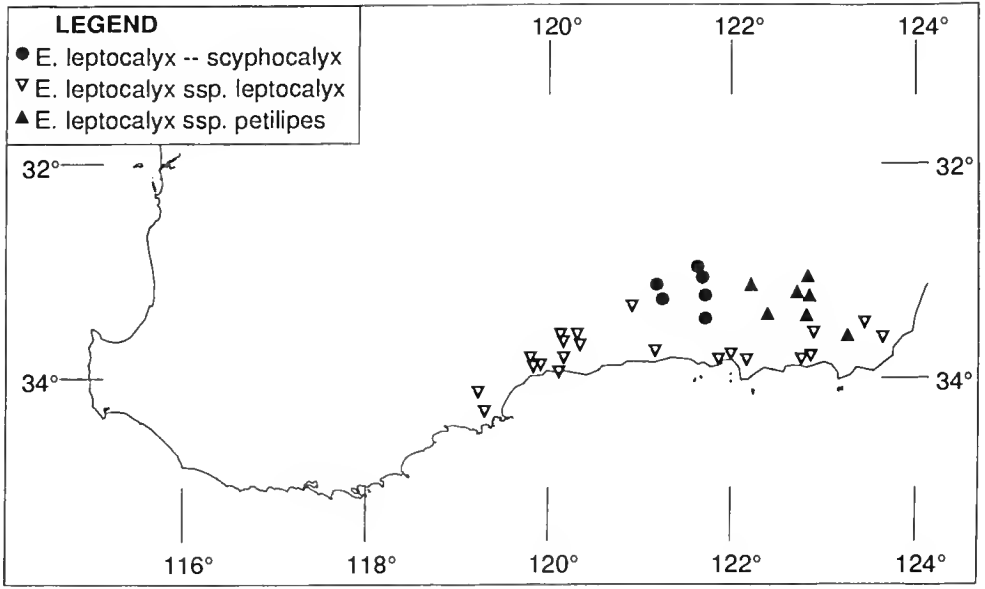 LEGEND
E. leptocalyx -- scyphocalyx
E. leptocalyx ssp. leptocalyx
E. leptocalyx ssp. petilipes
120° 122° 124°
32° 32°
34° 34°
116° 118° 120° 122° 124°